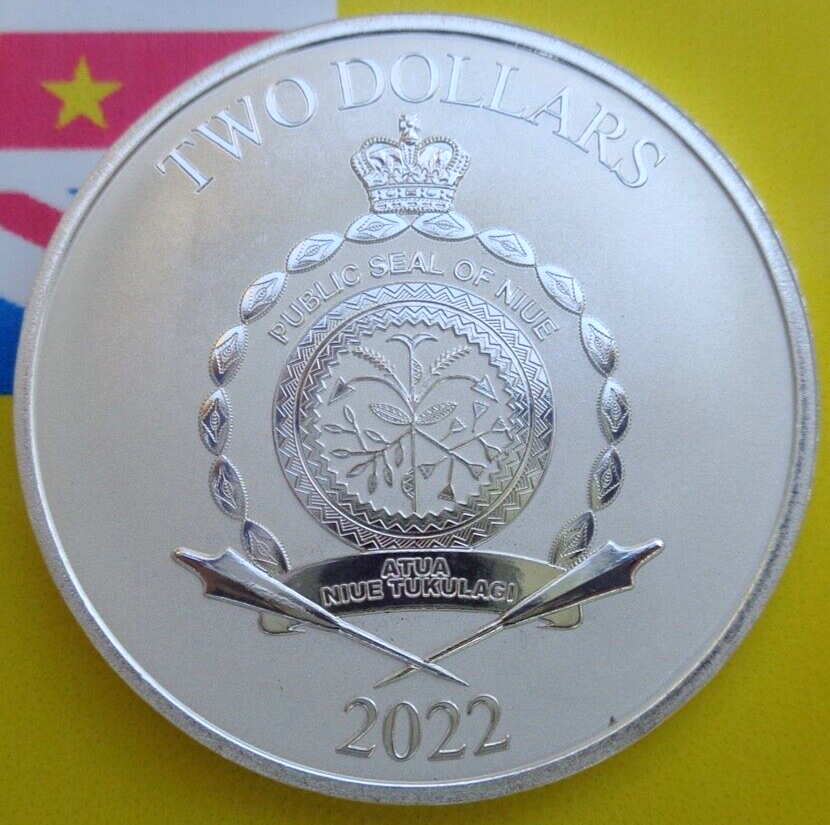 TWO DOLLARS
PUBLIC SEAL OF NIUE
ATUA
NIUE TUKULAGI
2022